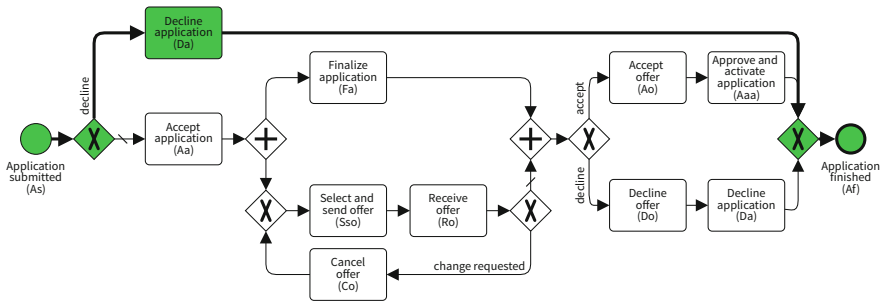 Decline
application
(Da)
decline
Application
submitted
(As)
Accept
application
(Aa)
Finalize
application
(Fa)
Select and
send offer
(Sso)
Receive
offer
(Ro)
Cancel
offer
(Co)
change requested
accept
decline
Accept
offer
(Ao)
Approve and
activate
application
(Aaa)
Decline
offer
(Do)
Decline
application
(Da)
Application
finished
(Af)